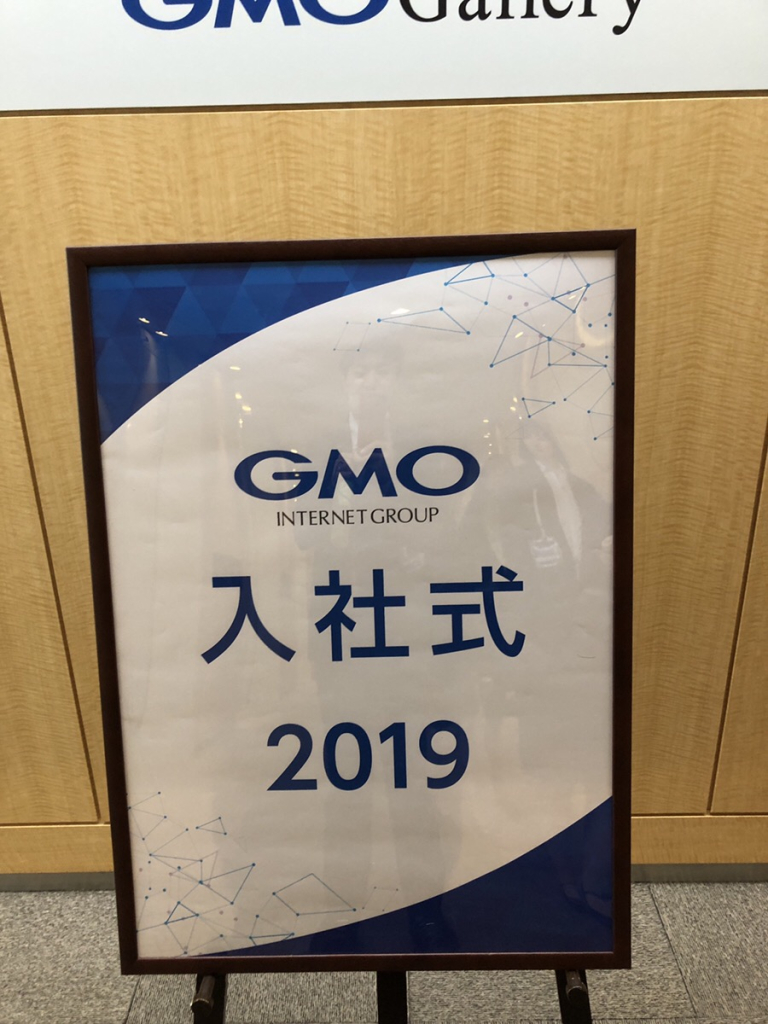 GMO Gallery
GMO
INTERNET GROUP
入社式
2019